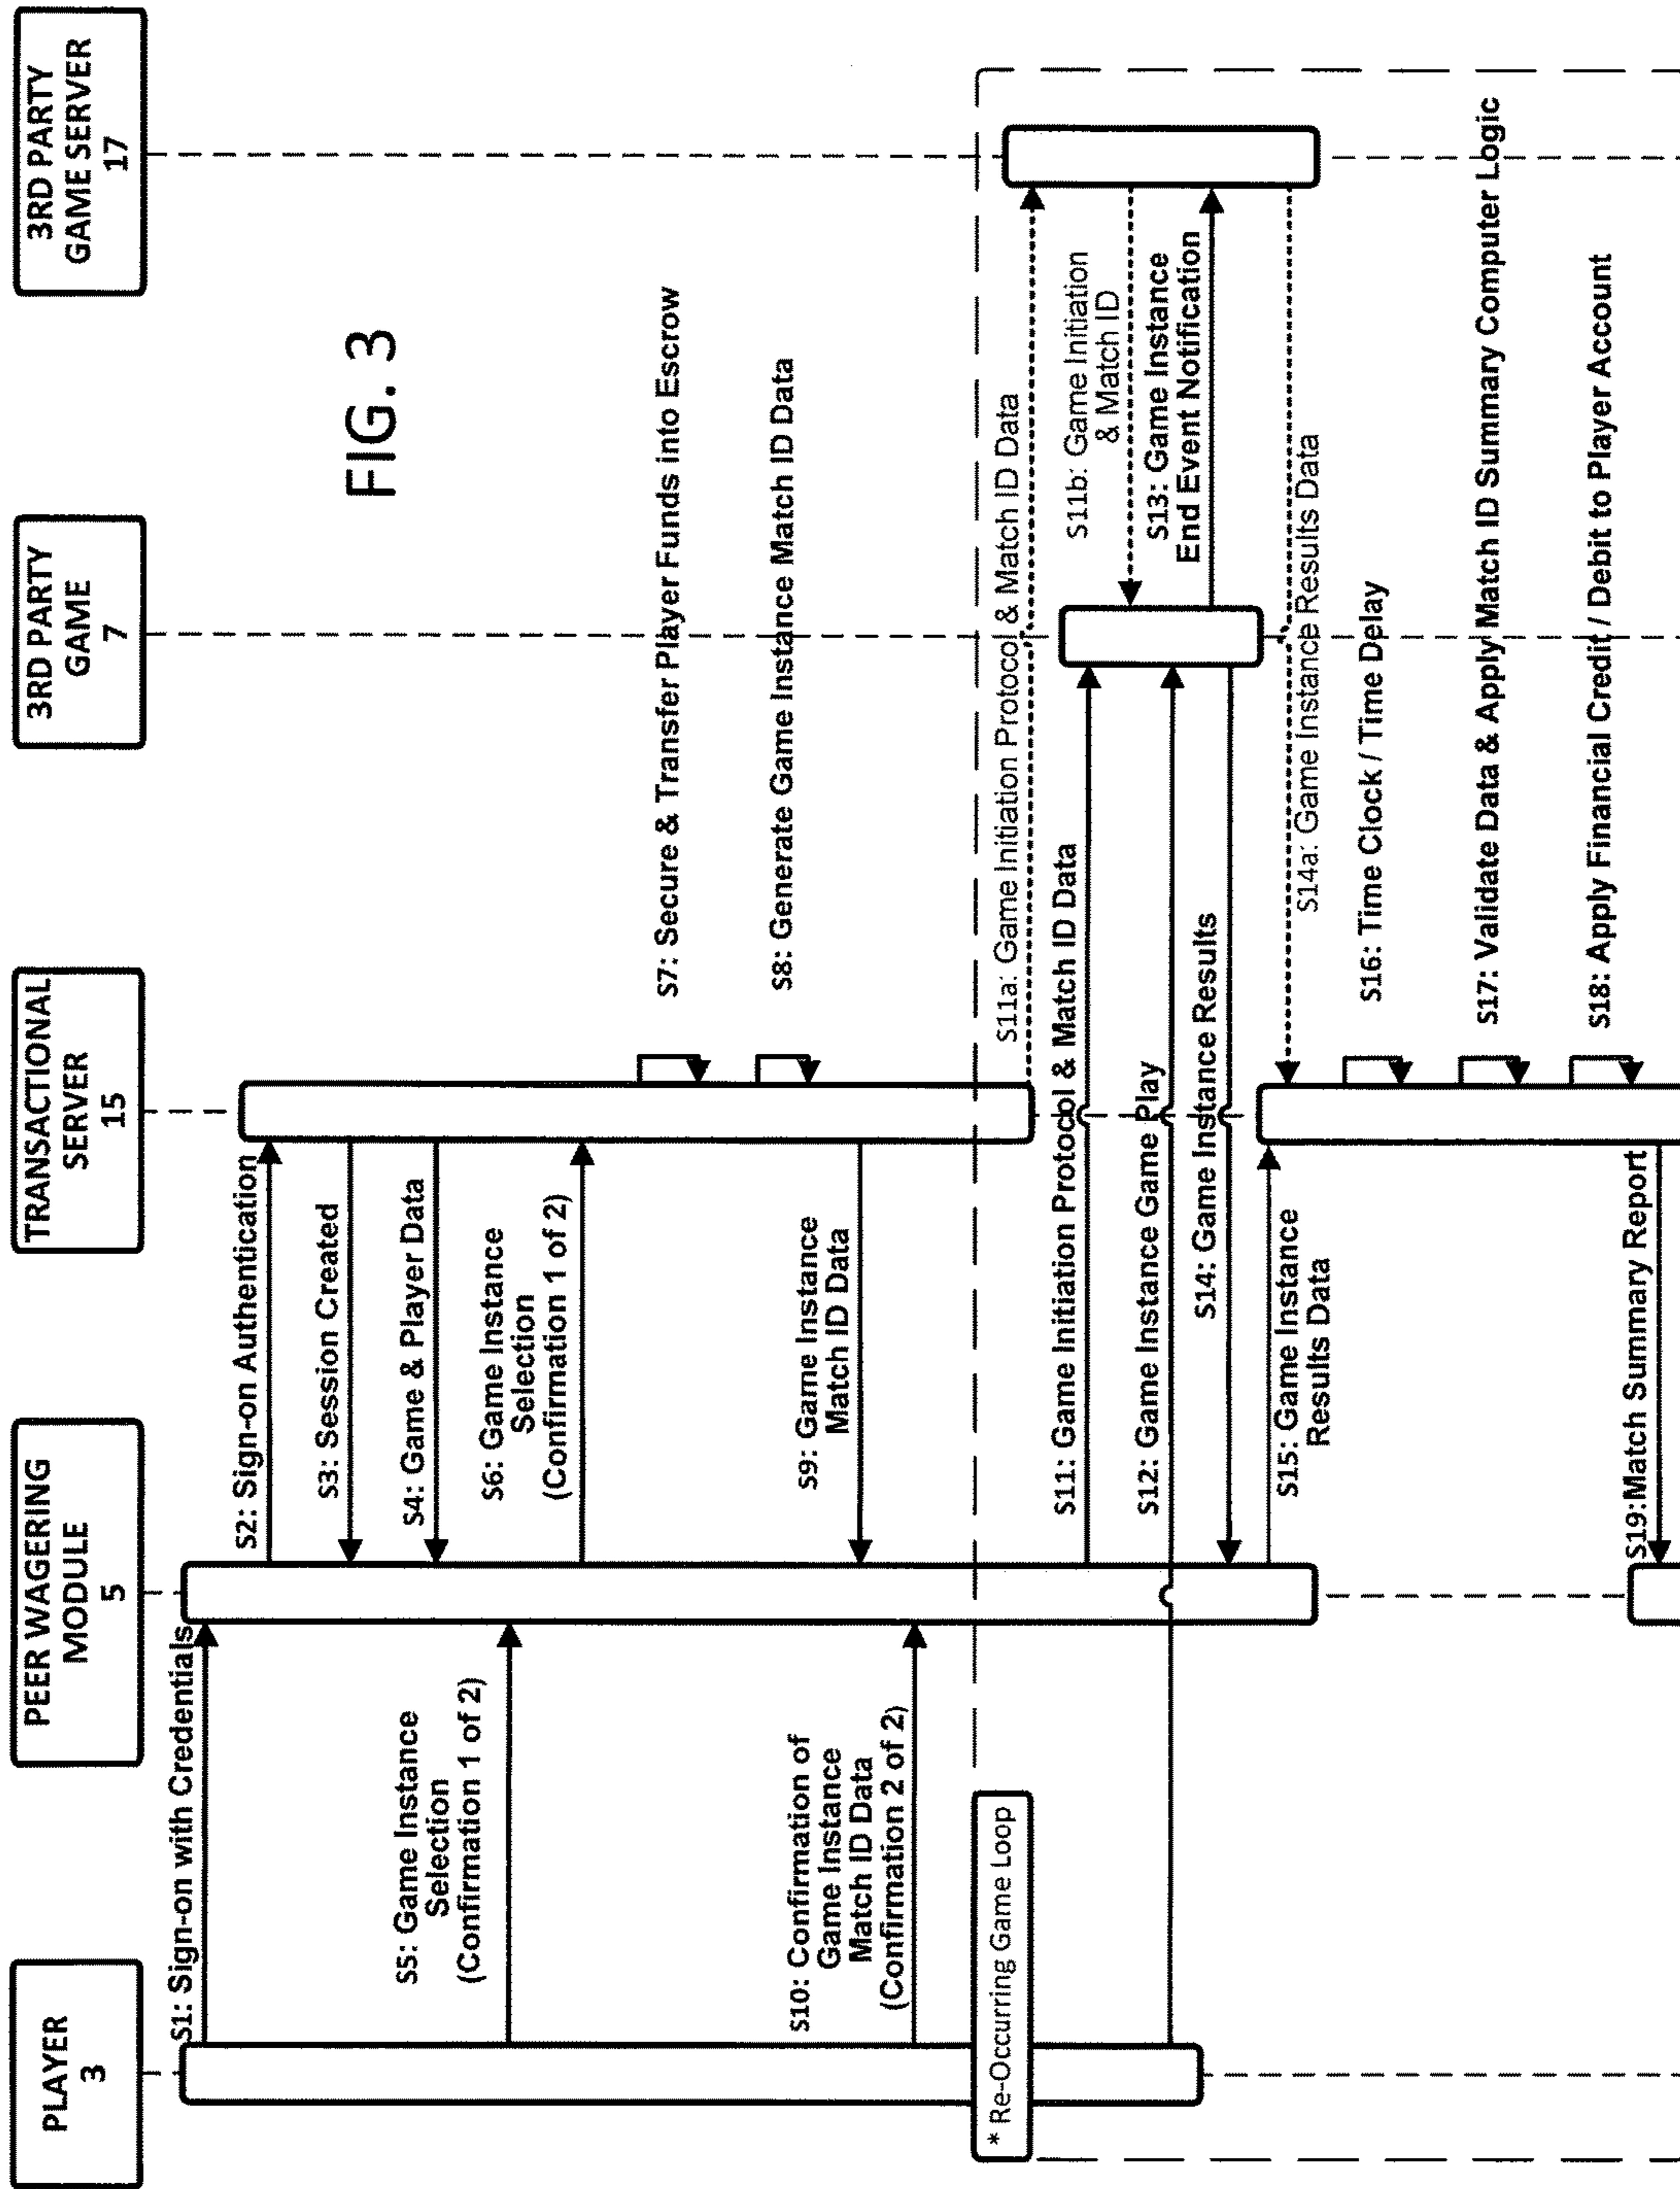 PLAYER
3
PEER WAGERING
MODULE
5
TRANSACTIONAL
SERVER
15
3RD PARTY
GAME
7
3RD PARTY
GAME SERVER
17
FIG. 3
S1: Sign-on with Credentials
S2: Sign-on Authentication
S3: Session Created
S4: Game & Player Data
S5: Game Instance
Selection
(Confirmation 1 of 2)
S6: Game Instance
Selection
(Confirmation 1 of 2)
S7: Secure & Transfer Player Funds into Escrow
S8: Generate Game Instance Match ID Data
S9: Game Instance
Match ID Data
S10: Confirmation of
Game Instance
Match ID Data
(Confirmation 2 of 2)
* Re-Occurring Game Loop
S11a: Game Initiation Protocol & Match ID Data
S11: Game Initiation Protocol & Match ID Data
S11b: Game Initiation
& Match ID
S12: Game Instance Game Play
S13: Game Instance
End Event Notification
S14: Game Instance Results
S14a: Game Instance Results Data
S15: Game Instance
Results Data
S16: Time Clock / Time Delay
S17: Validate Data & Apply Match ID Summary Computer Logic
S18: Apply Financial Credit / Debit to Player Account
S19:Match Summary Report